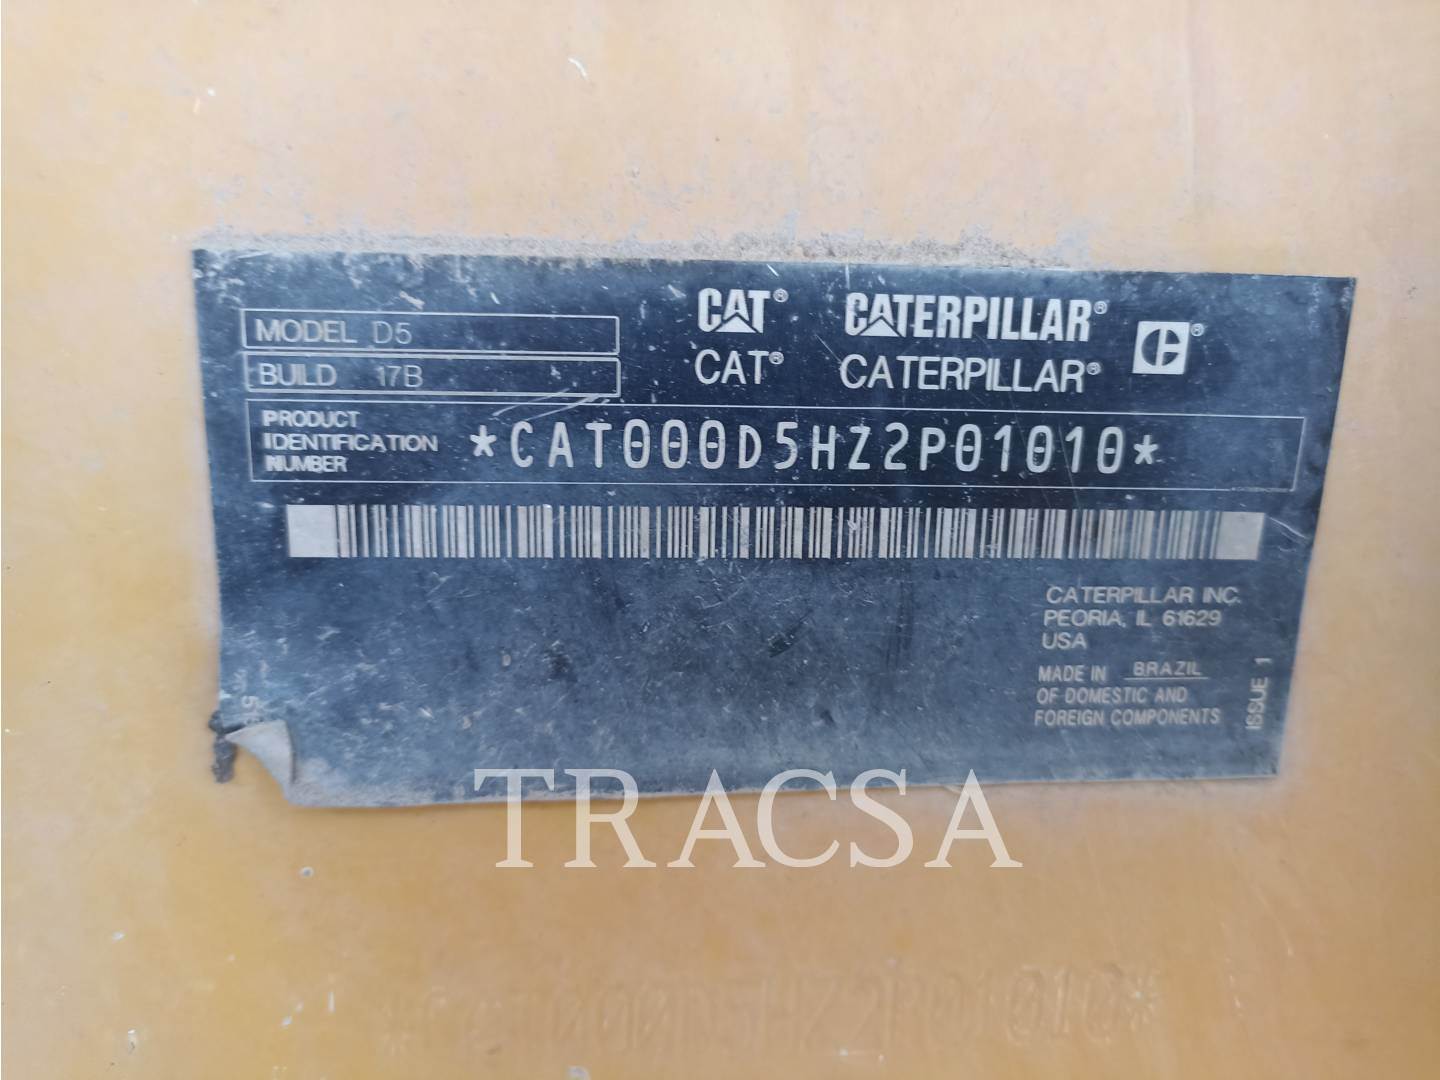 CAT® CATERPILLAR® C®
MODEL D5
CAT® CATERPILLAR®
BUILD 17B
PRODUCT
IDENTIFICATION
NUMBER
*CAT000D5HZ2P01010*
CATERPILLAR INC.
PEORIA, IL 61629
USA
MADE IN BRAZIL
OF DOMESTIC AND
FOREIGN COMPONENTS
ISSUE 1
TRACSA
*CAT000D5HZ2P01010*